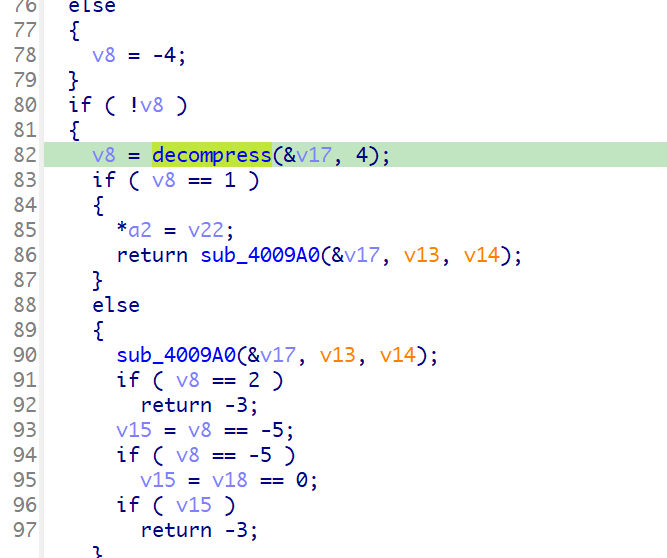 76 else
77 {
78 v8 = -4;
79 }
80 if ( !v8 )
81 {
82 v8 = decompress(&v17, 4);
83 if ( v8 == 1 )
84 {
85 *a2 = v22;
86 return sub_4009A0(&v17, v13, v14);
87 }
88 else
89 {
90 sub_4009A0(&v17, v13, v14);
91 if ( v8 == 2 )
92 return -3;
93 v15 = v8 == -5;
94 if ( v8 == -5 )
95 v15 = v18 == 0;
96 if ( v15 )
97 return -3;
}